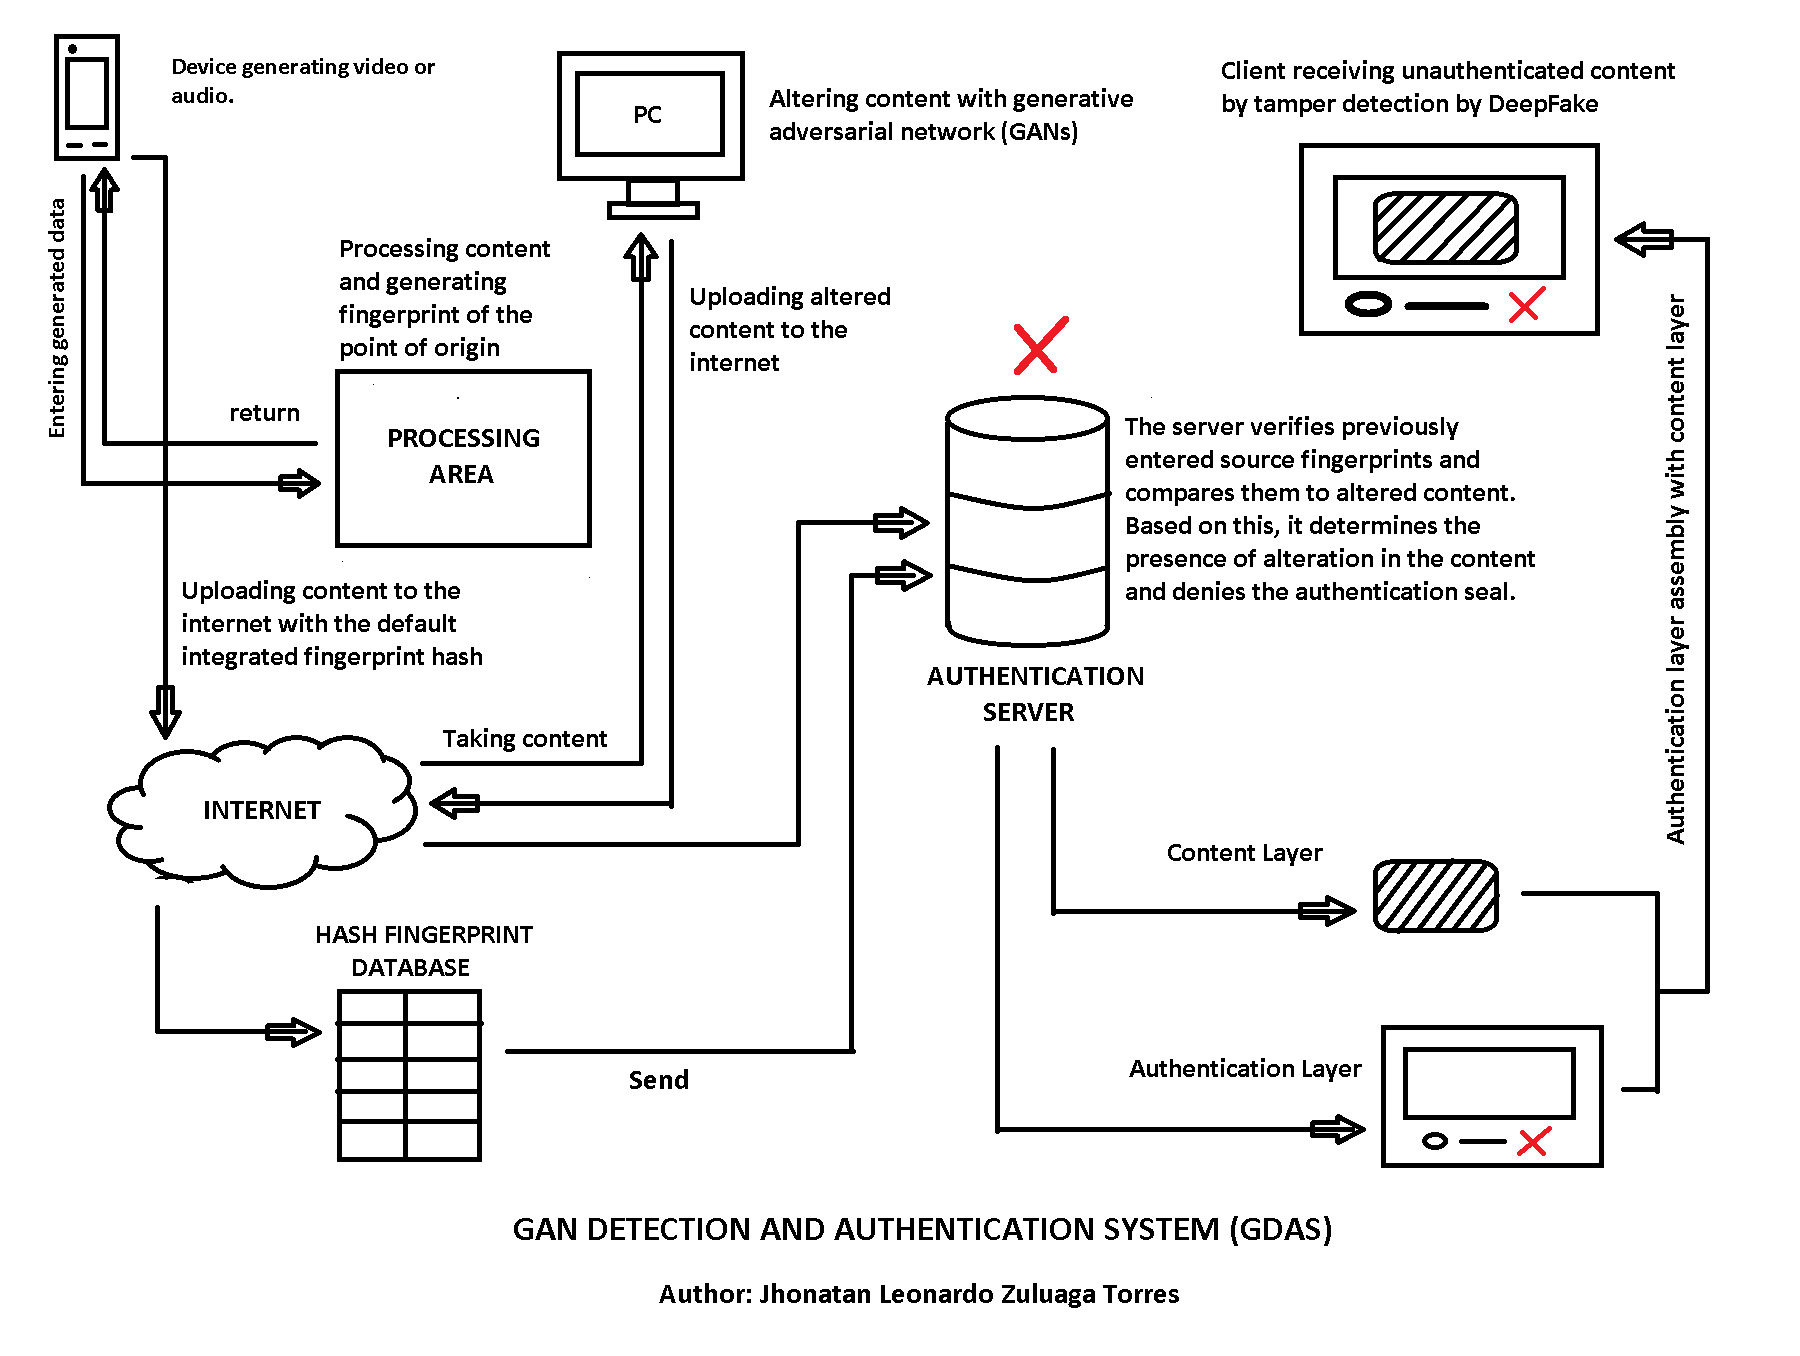 Device generating video or
audio.
PC
Altering content with generative
adversarial network (GANs)
Client receiving unauthenticated content
by tamper detection by DeepFake
Entering generated data
Processing content
and generating
fingerprint of the
point of origin
Uploading altered
content to the
internet
return
PROCESSING
AREA
The server verifies previously
entered source fingerprints and
compares them to altered content.
Based on this, it determines the
presence of alteration in the content
and denies the authentication seal.
Authentication layer assembly with content layer
Uploading content to the
internet with the default
integrated fingerprint hash
AUTHENTICATION
SERVER
Taking content
INTERNET
Content Layer
HASH FINGERPRINT
DATABASE
Send
Authentication Layer
GAN DETECTION AND AUTHENTICATION SYSTEM (GDAS)
Author: Jhonatan Leonardo Zuluaga Torres